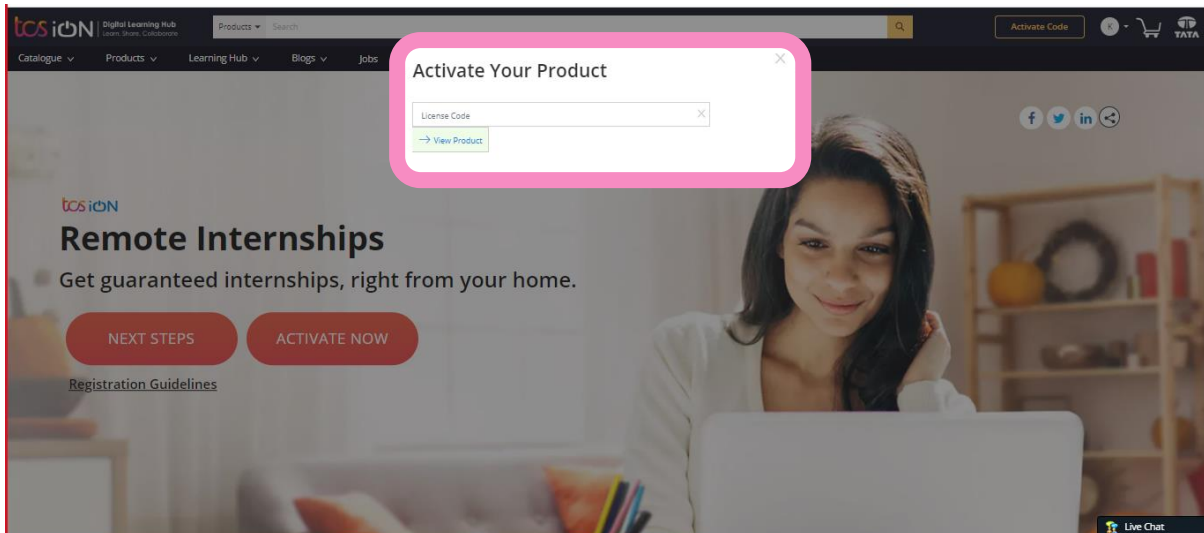 tcs iON Digital Learning Hub
Learn. Share. Collaborate
Products Search
Activate Code
K
TATA
Catalogue Products Learning Hub Blogs Jobs
Activate Your Product
License Code
View Product
f in
tcs iON
Remote Internships
Get guaranteed internships, right from your home.
NEXT STEPS ACTIVATE NOW
Registration Guidelines
Live Chat